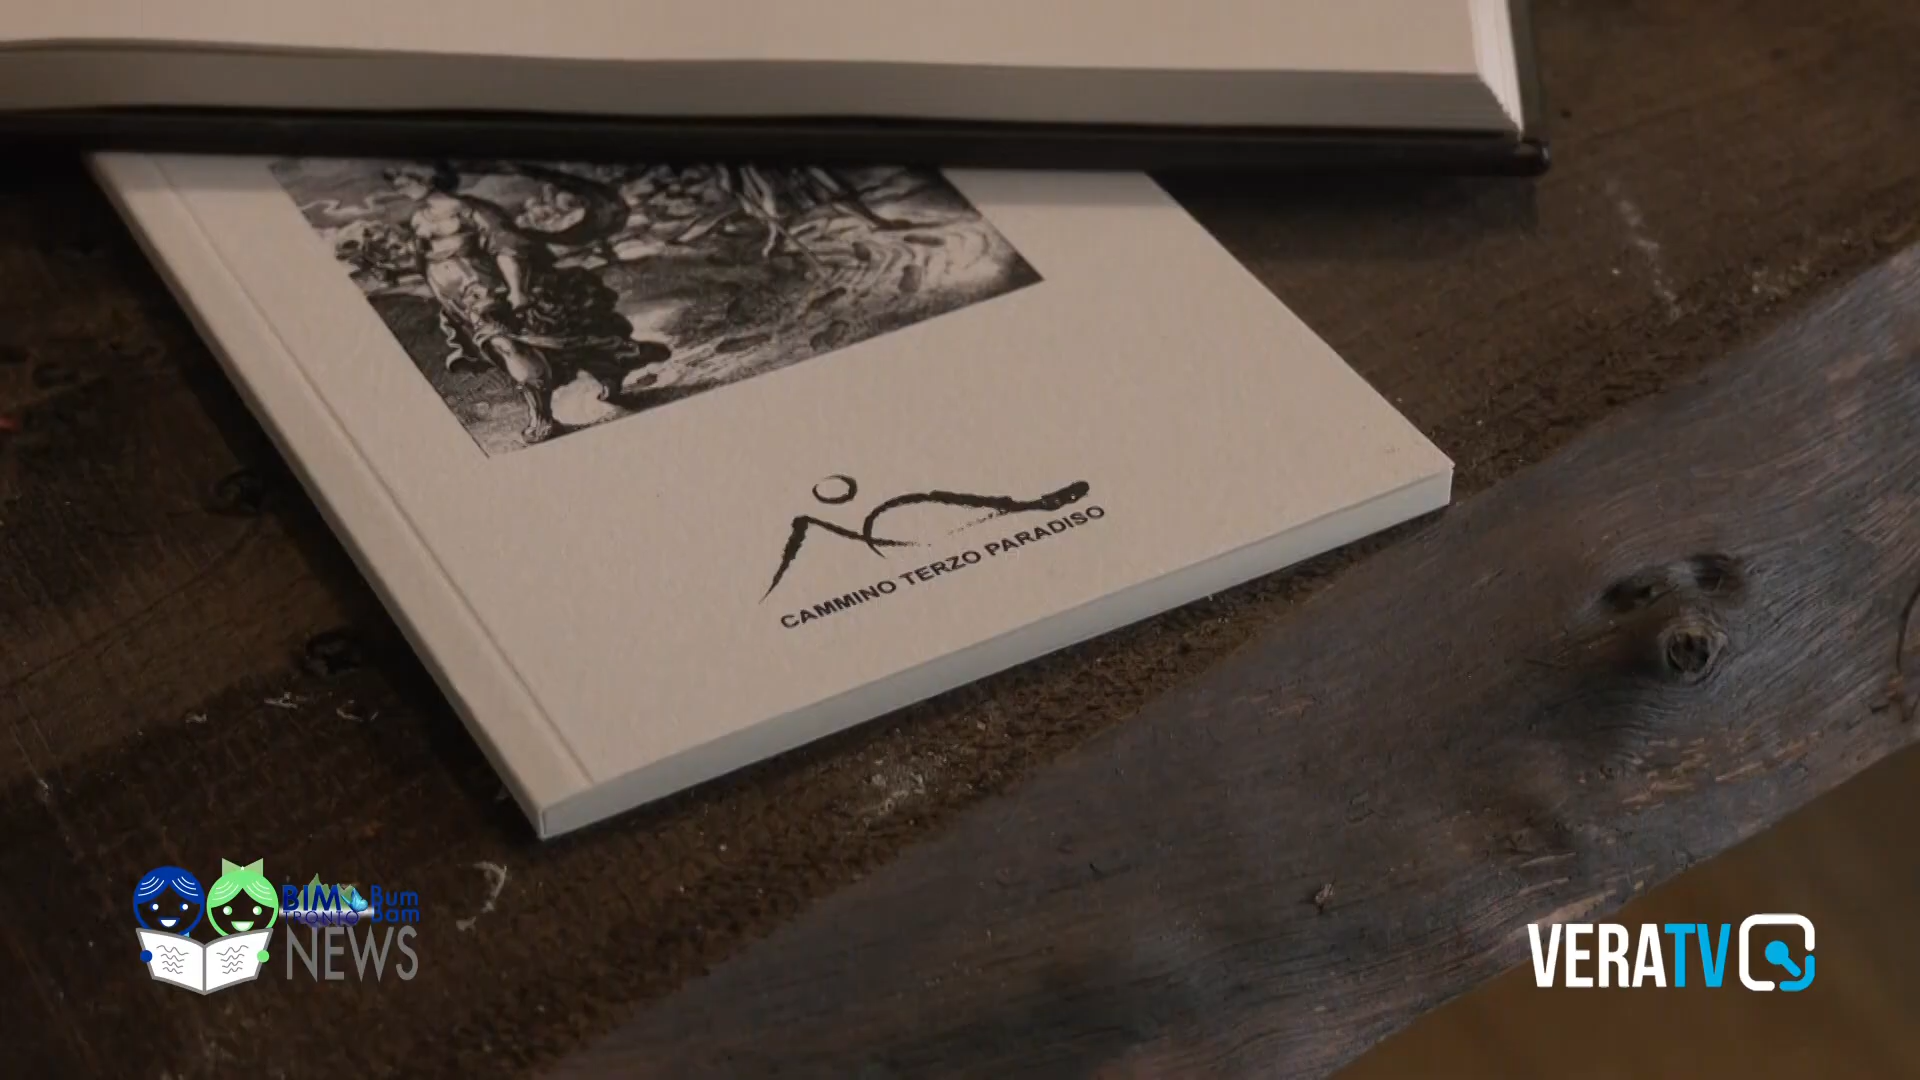 CAMMINO TERZO PARADISO
BIM Bum
TRONTO Bam
NEWS
VERATV